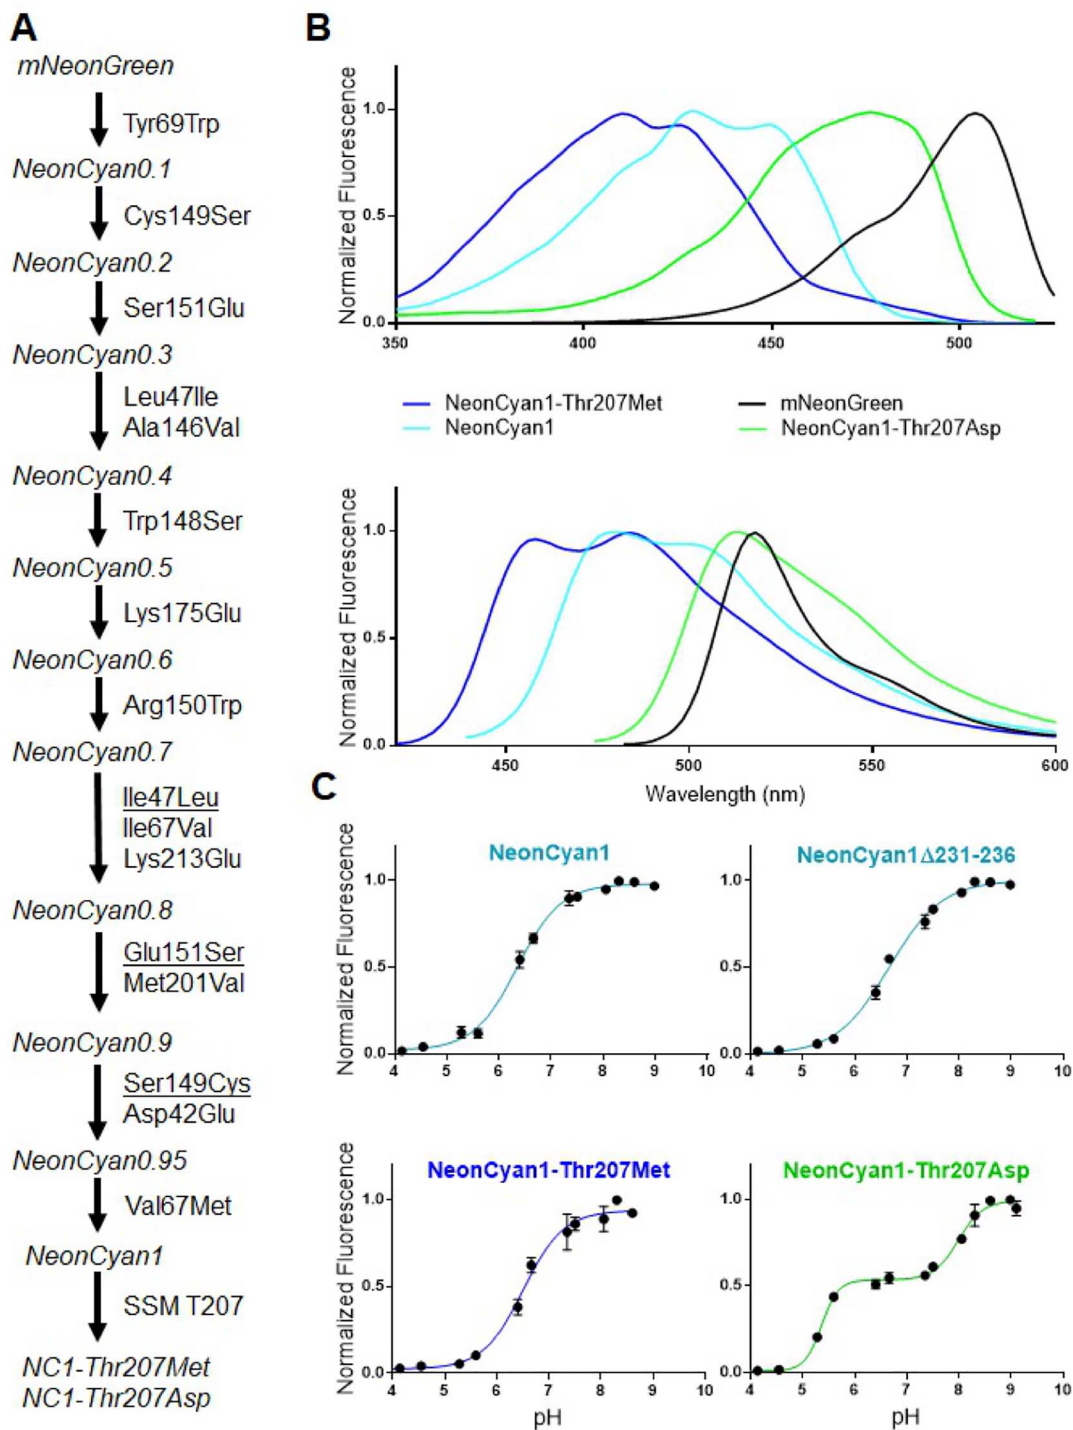 A
mNeonGreen
Tyr69Trp
NeonCyan0.1
Cys149Ser
NeonCyan0.2
Ser151Glu
NeonCyan0.3
Leu47Ile
Ala146Val
NeonCyan0.4
Trp148Ser
NeonCyan0.5
Lys175Glu
NeonCyan0.6
Arg150Trp
NeonCyan0.7
Ile47Leu
Ile67Val
Lys213Glu
NeonCyan0.8
Glu151Ser
Met201Val
NeonCyan0.9
Ser149Cys
Asp42Glu
NeonCyan0.95
Val67Met
NeonCyan1
SSM T207
NC1-Thr207Met
NC1-Thr207Asp
B
Normalized Fluorescence
1.0
0.5
0.0
350 400 450 500
NeonCyan1-Thr207Met
NeonCyan1
mNeonGreen
NeonCyan1-Thr207Asp
Normalized Fluorescence
1.0
0.5
0.0
450 500 550 600
Wavelength (nm)
C
NeonCyan1
Normalized Fluorescence
1.0
0.5
0.0
4 5 6 7 8 9 10
NeonCyan1Δ231-236
1.0
0.5
0.0
4 5 6 7 8 9 10
NeonCyan1-Thr207Met
Normalized Fluorescence
1.0
0.5
0.0
4 5 6 7 8 9 10
pH
NeonCyan1-Thr207Asp
1.0
0.5
0.0
4 5 6 7 8 9 10
pH